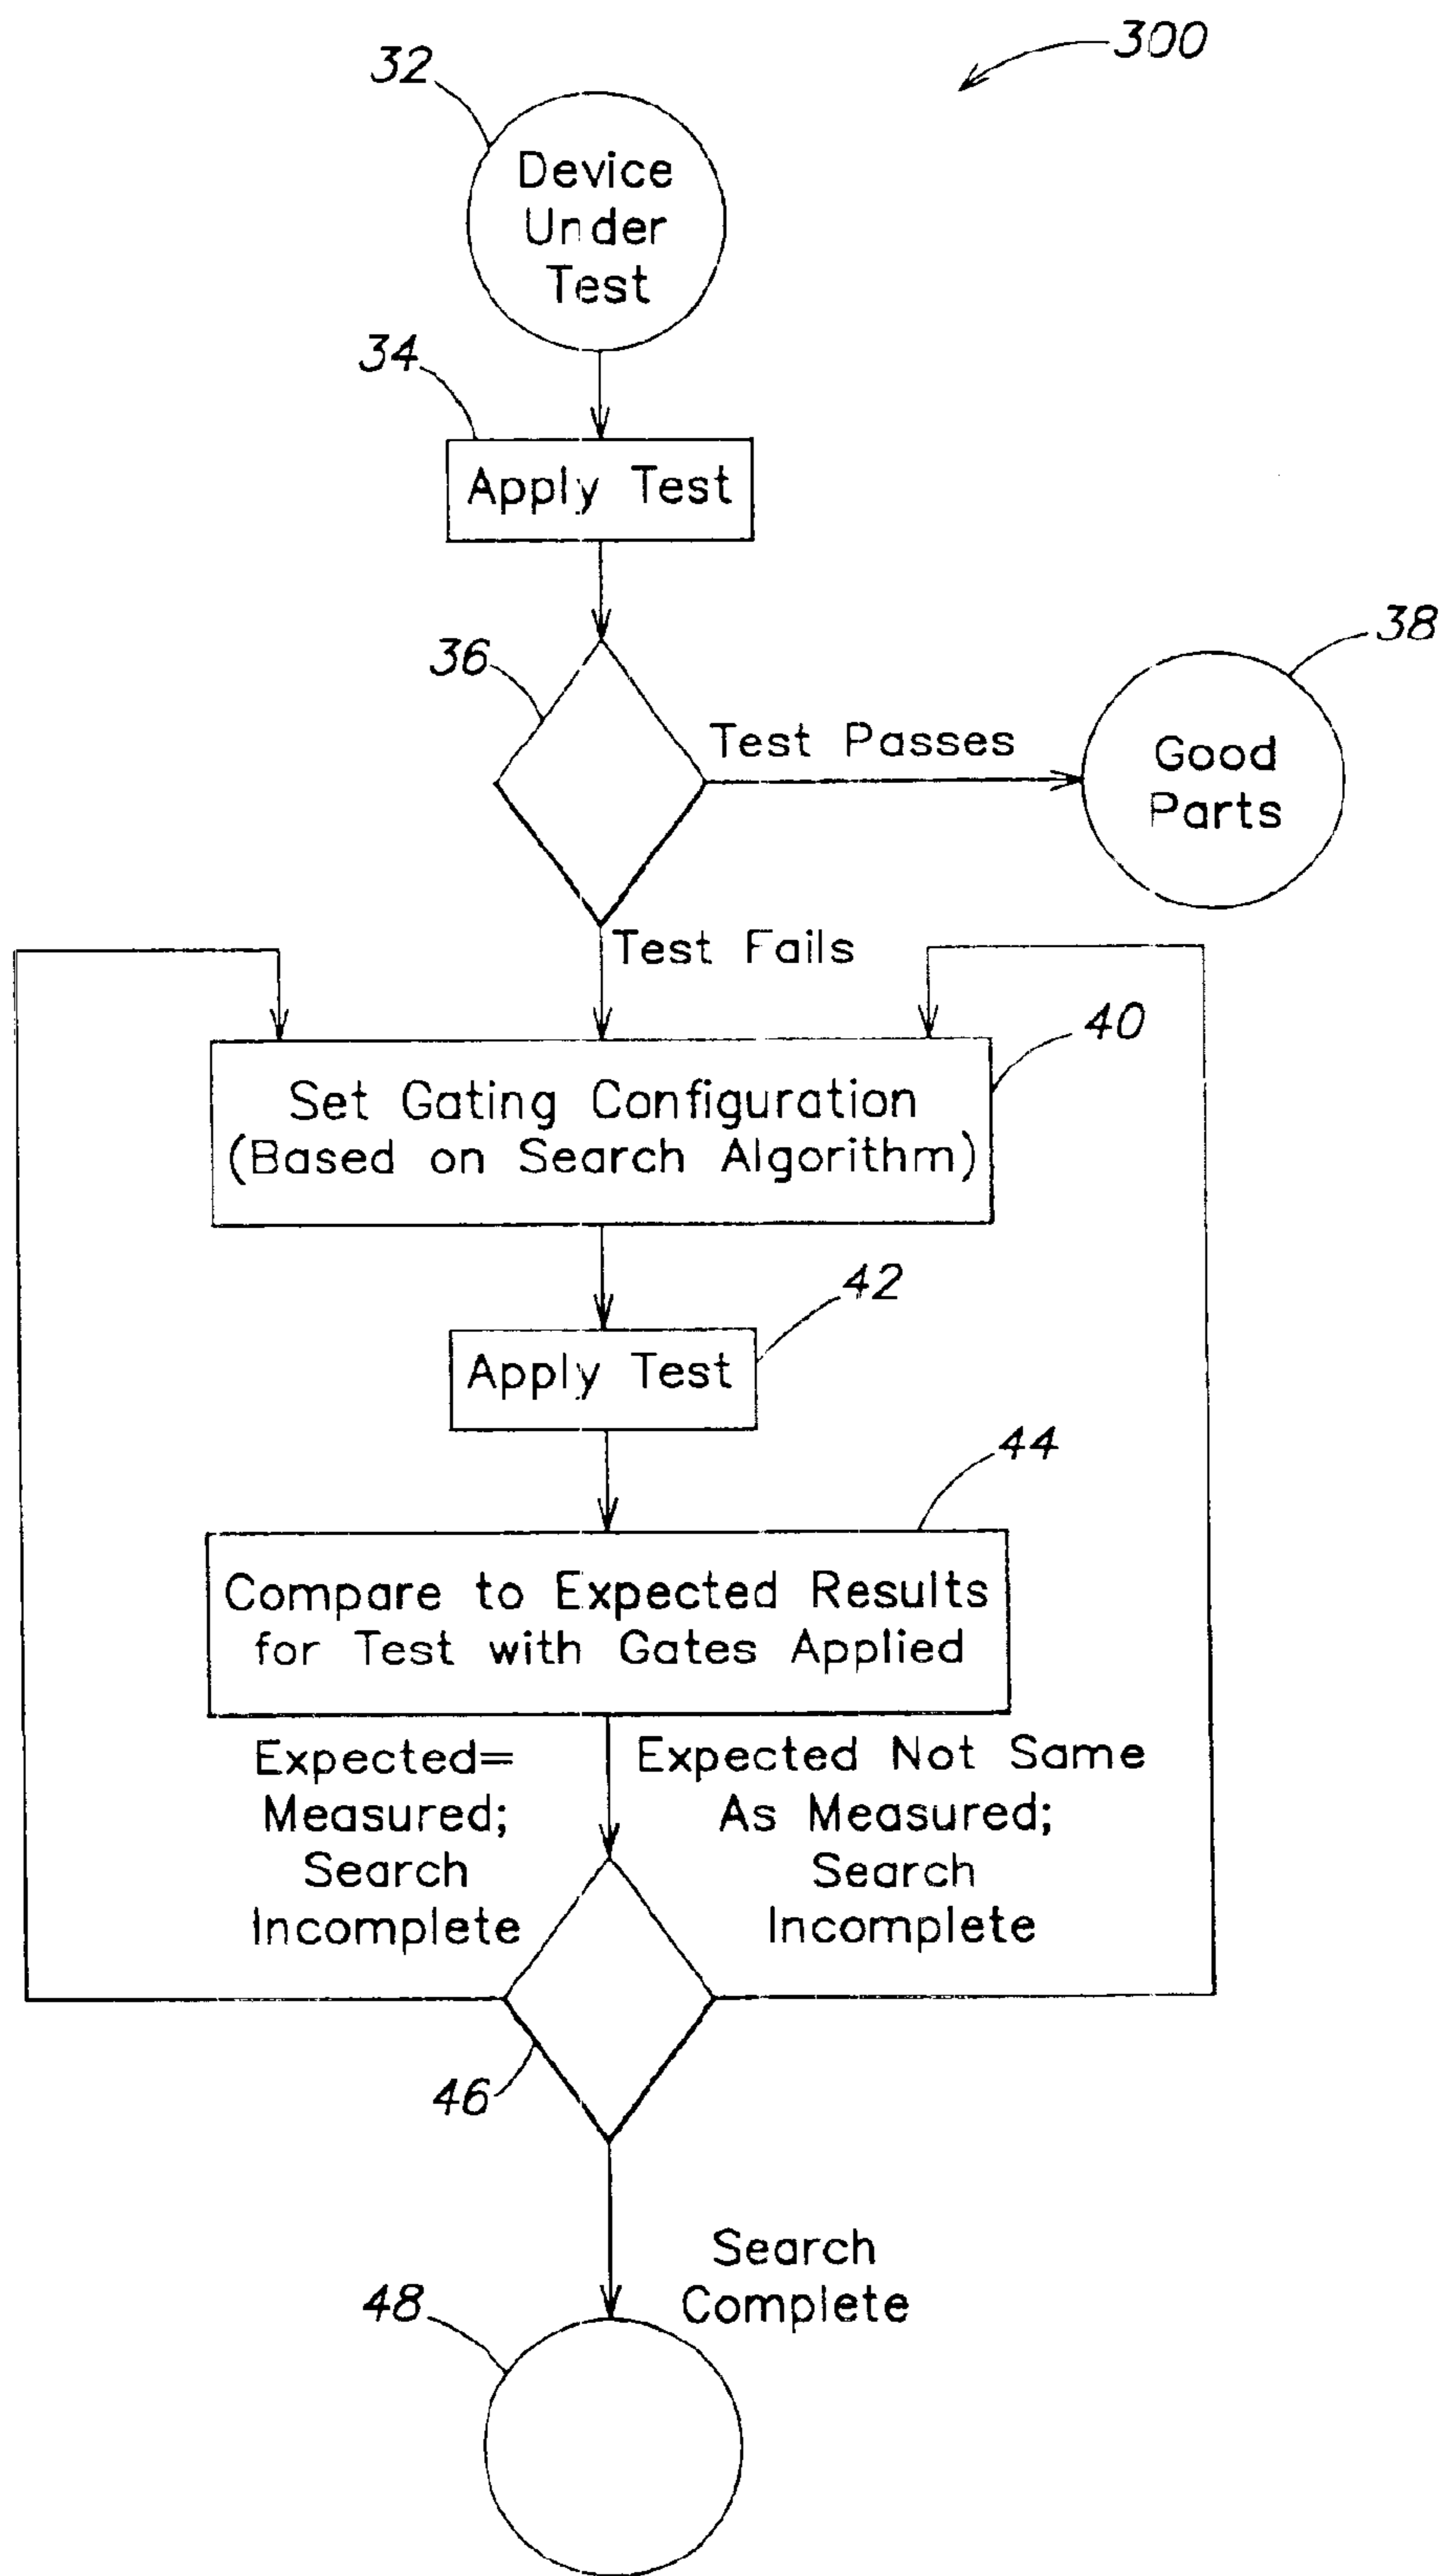 300
32
Device
Under
Test
34
Apply Test
36
Test Passes
38
Good
Parts
Test Fails
40
Set Gating Configuration
(Based on Search Algorithm)
42
Apply Test
44
Compare to Expected Results
for Test with Gates Applied
Expected=
Measured;
Search
Incomplete
Expected Not Same
As Measured;
Search
Incomplete
46
Search
Complete
48